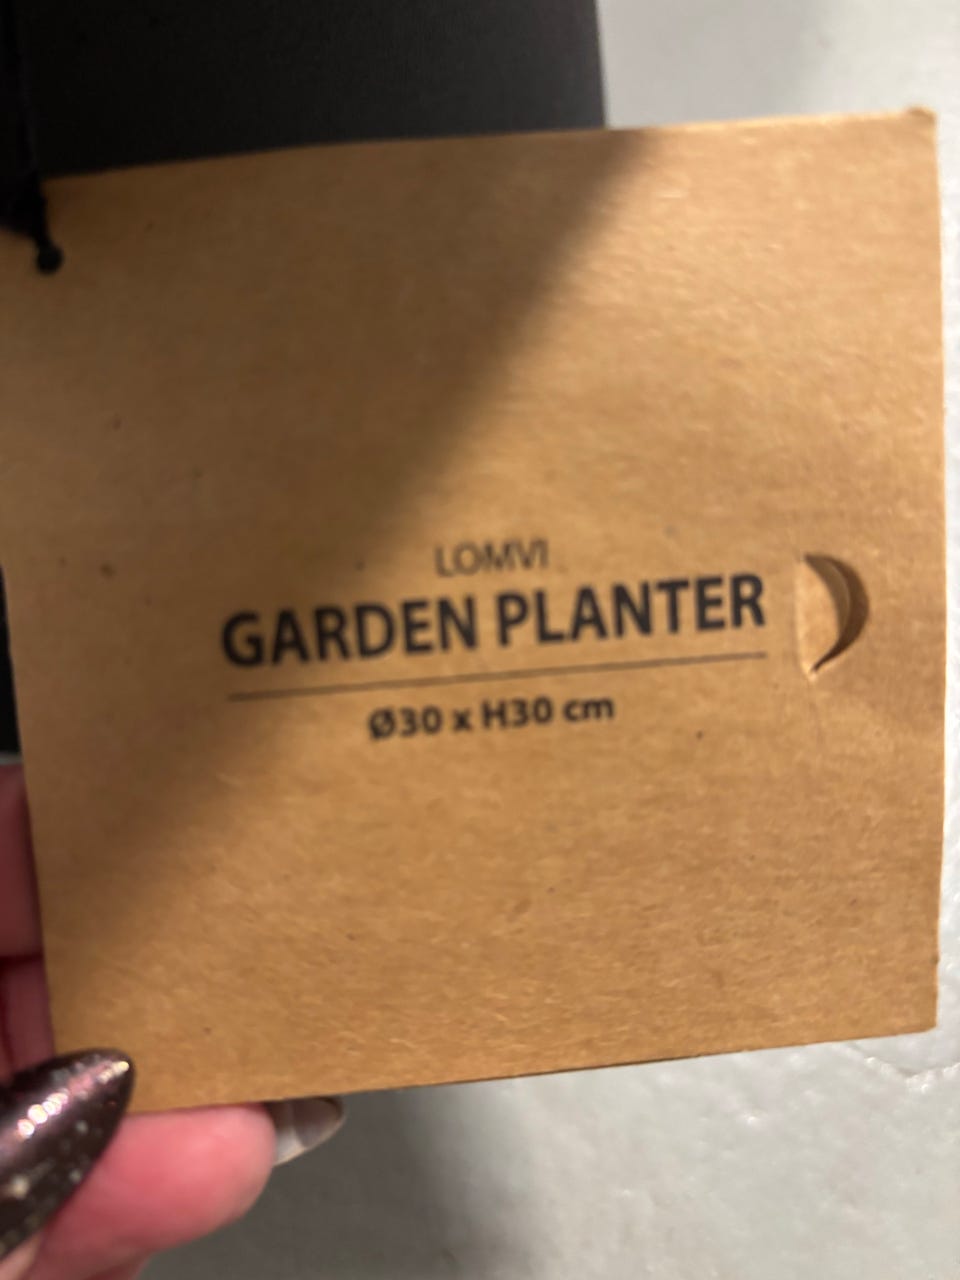 LOMVI
GARDEN PLANTER
Ø30 x H30 cm